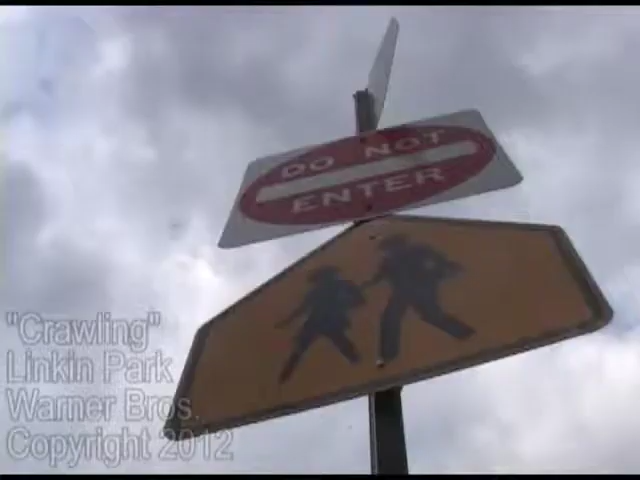 DO NOT
ENTER
"Crawling"
Linkin Park
Warner Bros.
Copyright 2012